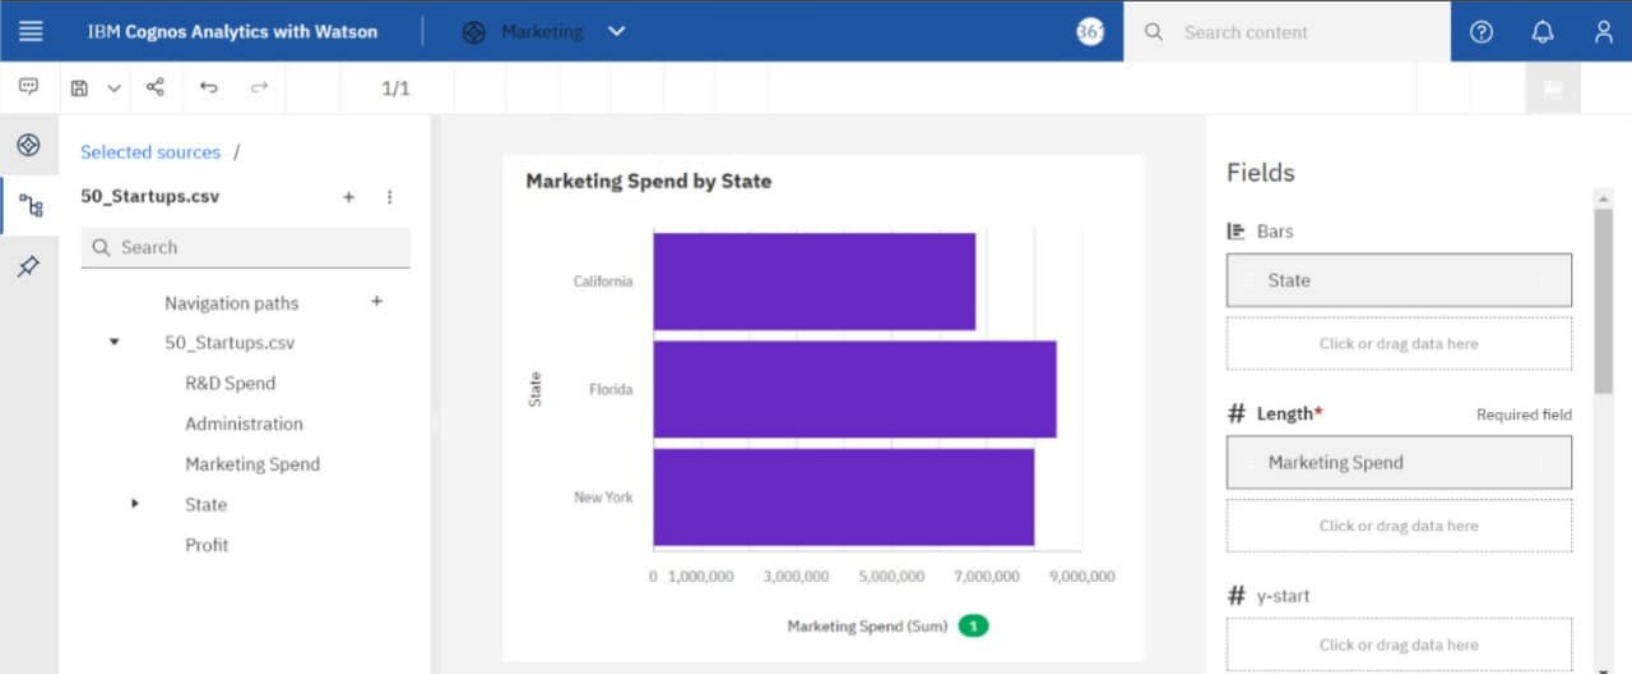 IBM Cognos Analytics with Watson
Marketing
361
Search content
1/1
Selected sources /
50_Startups.csv
Search
Navigation paths
50_Startups.csv
R&D Spend
Administration
Marketing Spend
State
Profit
Marketing Spend by State
State
California
Florida
New York
0 1,000,000 3,000,000 5,000,000 7,000,000 9,000,000
Marketing Spend (Sum) 1
Fields
Bars
State
Click or drag data here
# Length* Required field
Marketing Spend
Click or drag data here
# y-start
Click or drag data here